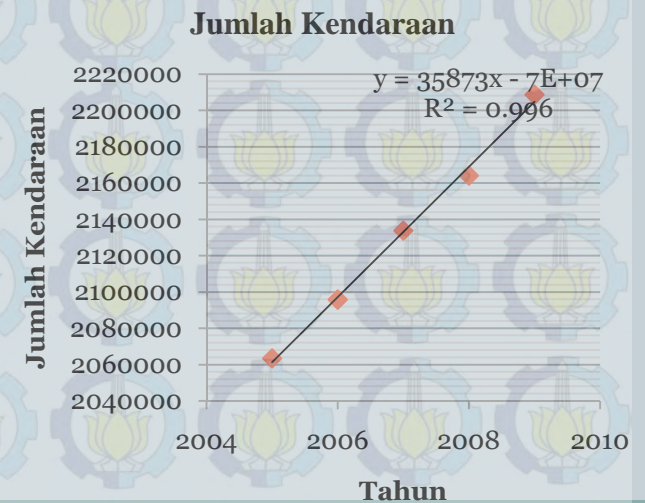 Jumlah Kendaraan
y = 35873x - 7E+07
R² = 0.996
Jumlah Kendaraan
2220000
2200000
2180000
2160000
2140000
2120000
2100000
2080000
2060000
2040000
2004 2006 2008 2010
Tahun